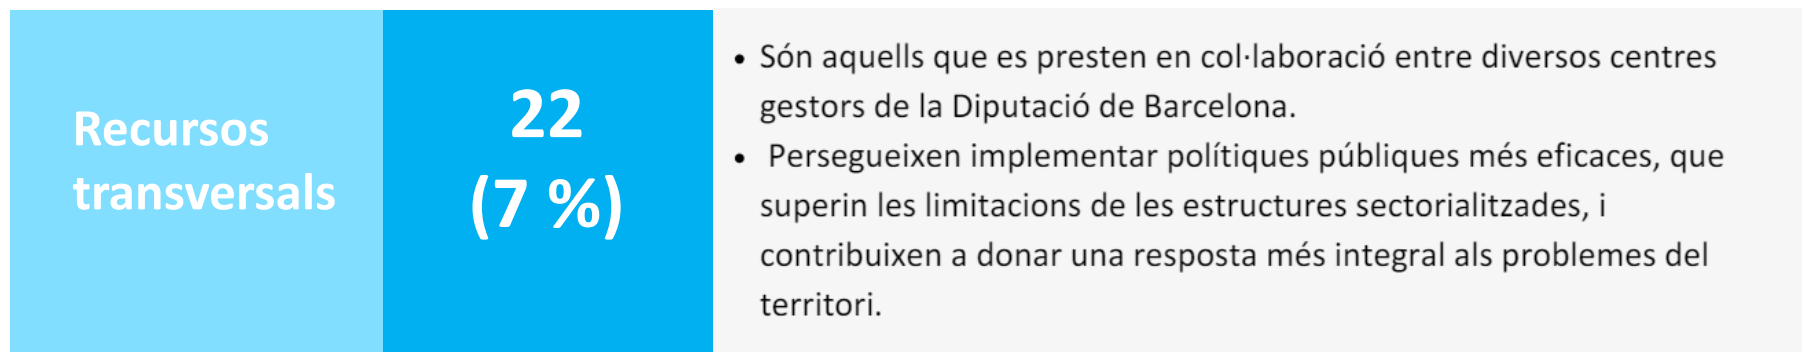 Recursos
transversals
22
(7 %)
• Són aquells que es presten en col·laboració entre diversos centres
gestors de la Diputació de Barcelona.
• Persegueixen implementar polítiques públiques més eficaces, que
superin les limitacions de les estructures sectorialitzades, i
contribuixen a donar una resposta més integral als problemes del
territori.